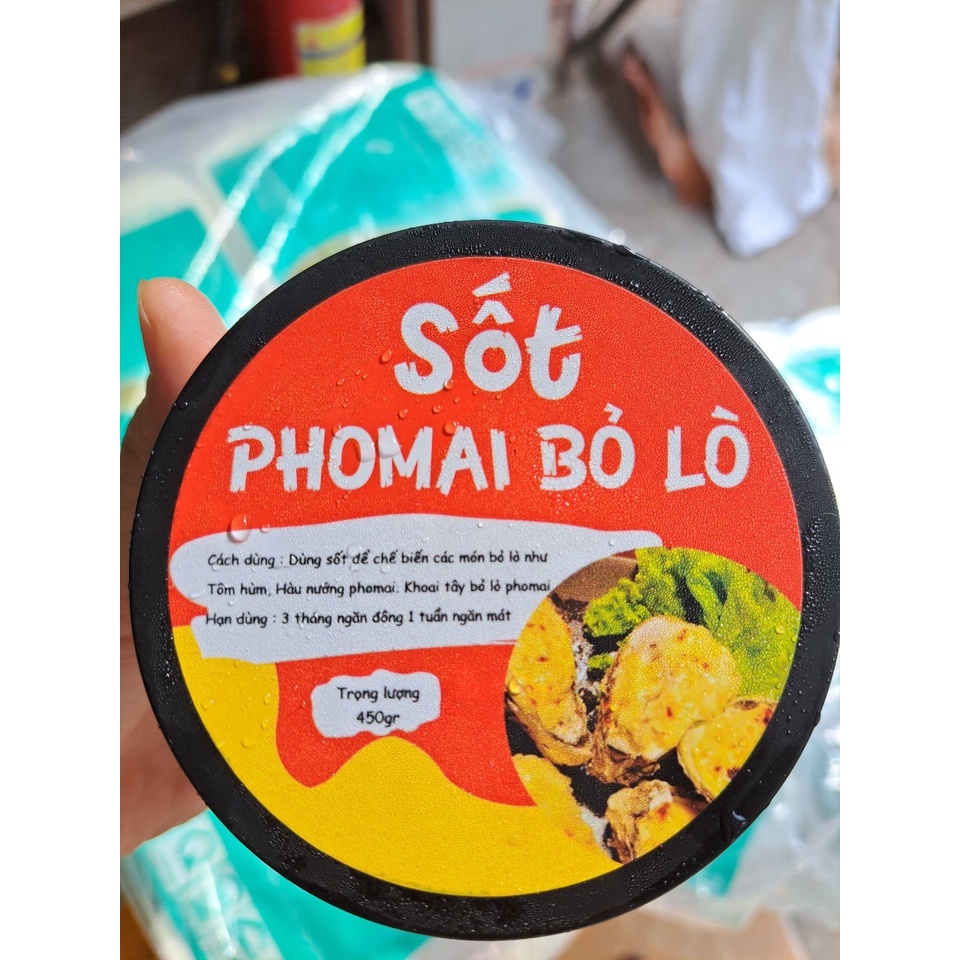 Sốt
PHOMAI BỎ LÒ
Cách dùng : Dùng sốt để chế biến các món bỏ lò như
Tôm hùm, Hàu nướng phomai. Khoai tây bỏ lò phomai
Hạn dùng : 3 tháng ngăn đông 1 tuần ngăn mát
Trọng lượng
450gr